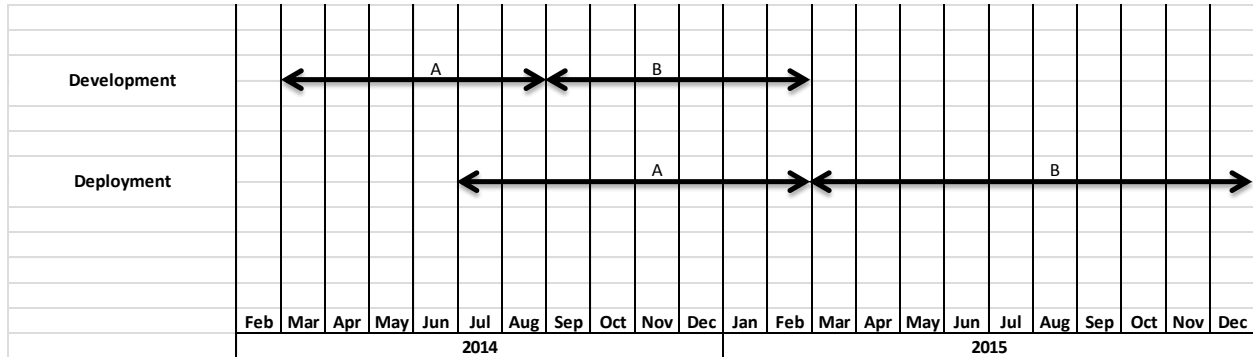 A B
Development
A B
Deployment
Feb Mar Apr May Jun Jul Aug Sep Oct Nov Dec Jan Feb Mar Apr May Jun Jul Aug Sep Oct Nov Dec
2014 2015